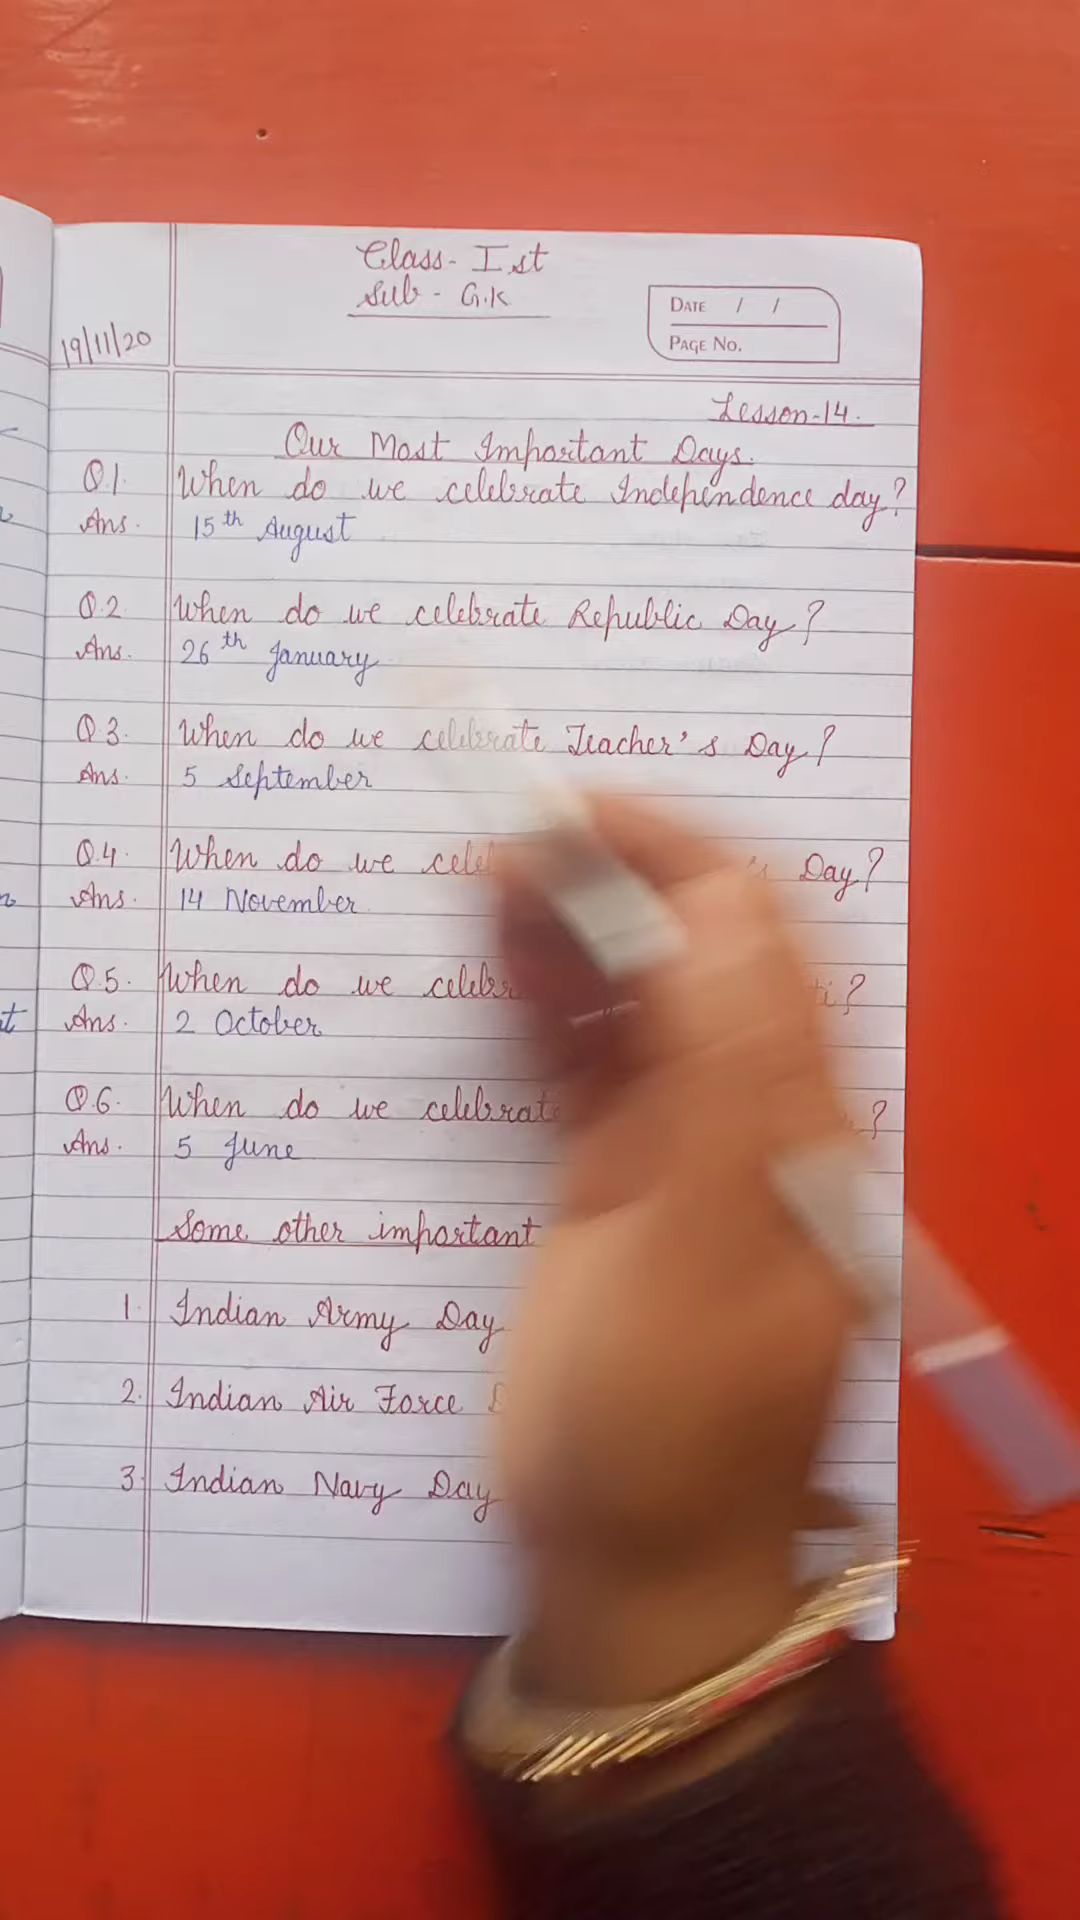 Class- Ist
Sub - G.K
DATE / /
PAGE NO.
19/11/20
Lesson-14.
Our Most Important Days.
Q1. When do we celebrate Independence day?
Ans. 15th August
Q.2 When do we celebrate Republic Day?
Ans. 26th January
Q3. When do we celebrate Teacher's Day?
Ans. 5 September
Q.4. When do we 's Day?
Ans. 14 November
Q.5. When do we ?
Ans. 2 October
Q.6. When do we celebrate ?
Ans. 5 June
Some other important
1. Indian Army Day
2. Indian Air Force
3. Indian Navy Day